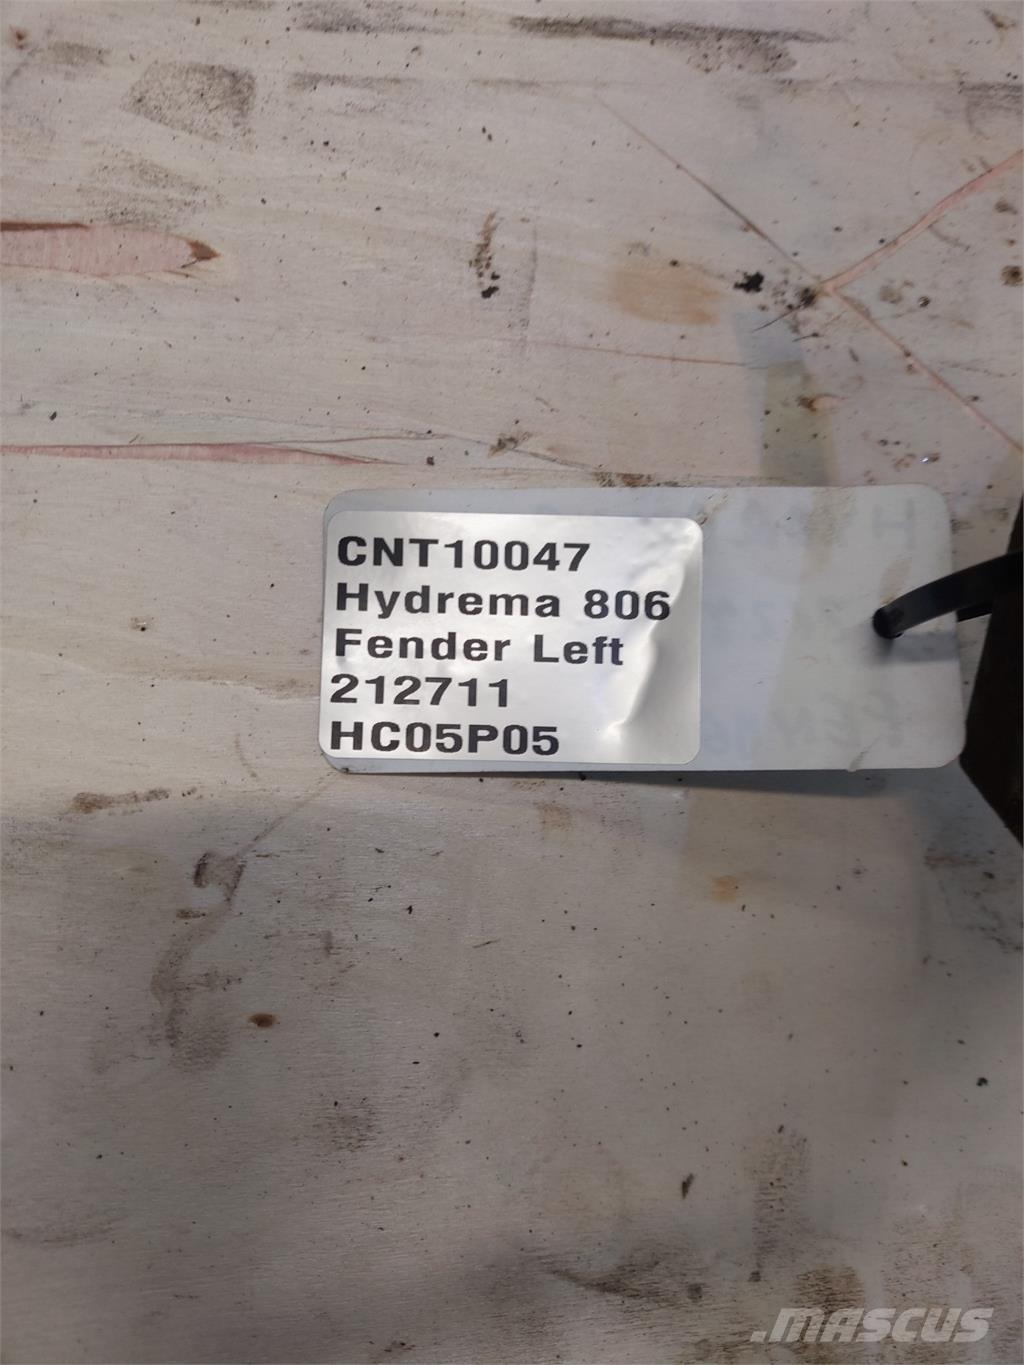 CNT10047
Hydrema 806
Fender Left
212711
HC05P05
MASCUS